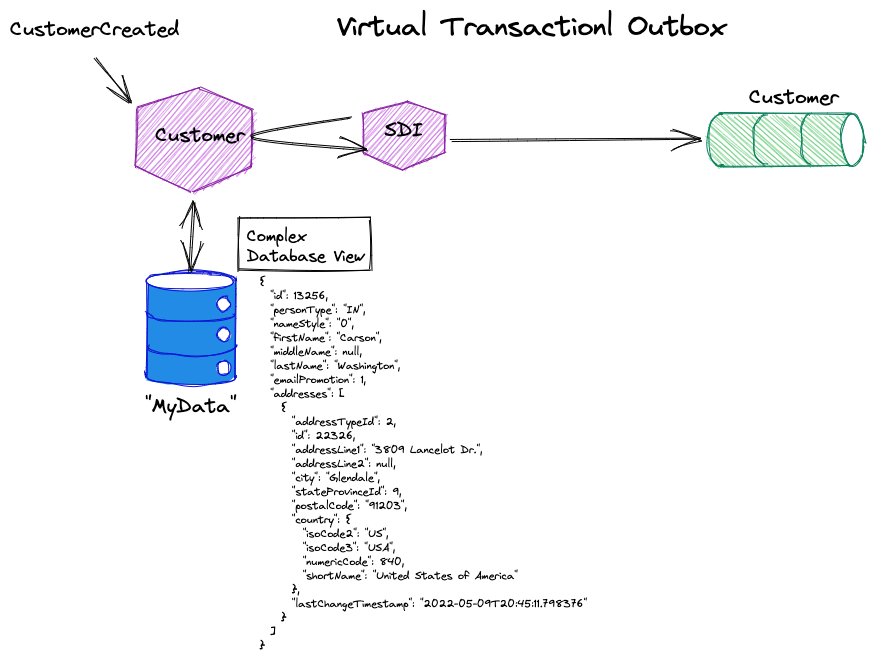 Virtual Transactionl Outbox
CustomerCreated
Customer
SDI
Customer
Complex
Database View
"MyData"
{
"id": 13256,
"personType": "IN",
"nameStyle": "0",
"firstName": "Carson",
"middleName": null,
"lastName": "Washington",
"emailPromotion": 1,
"addresses": [
{
"addressTypeId": 2,
"id": 22326,
"addressLine1": "3809 Lancelot Dr.",
"addressLine2": null,
"city": "Glendale",
"stateProvinceId": 9,
"postalCode": "91203",
"country": {
"isoCode2": "US",
"isoCode3": "USA",
"numericCode": 840,
"shortName": "United States of America"
},
"lastChangeTimestamp": "2022-05-09T20:45:11.798376"
}
]
}